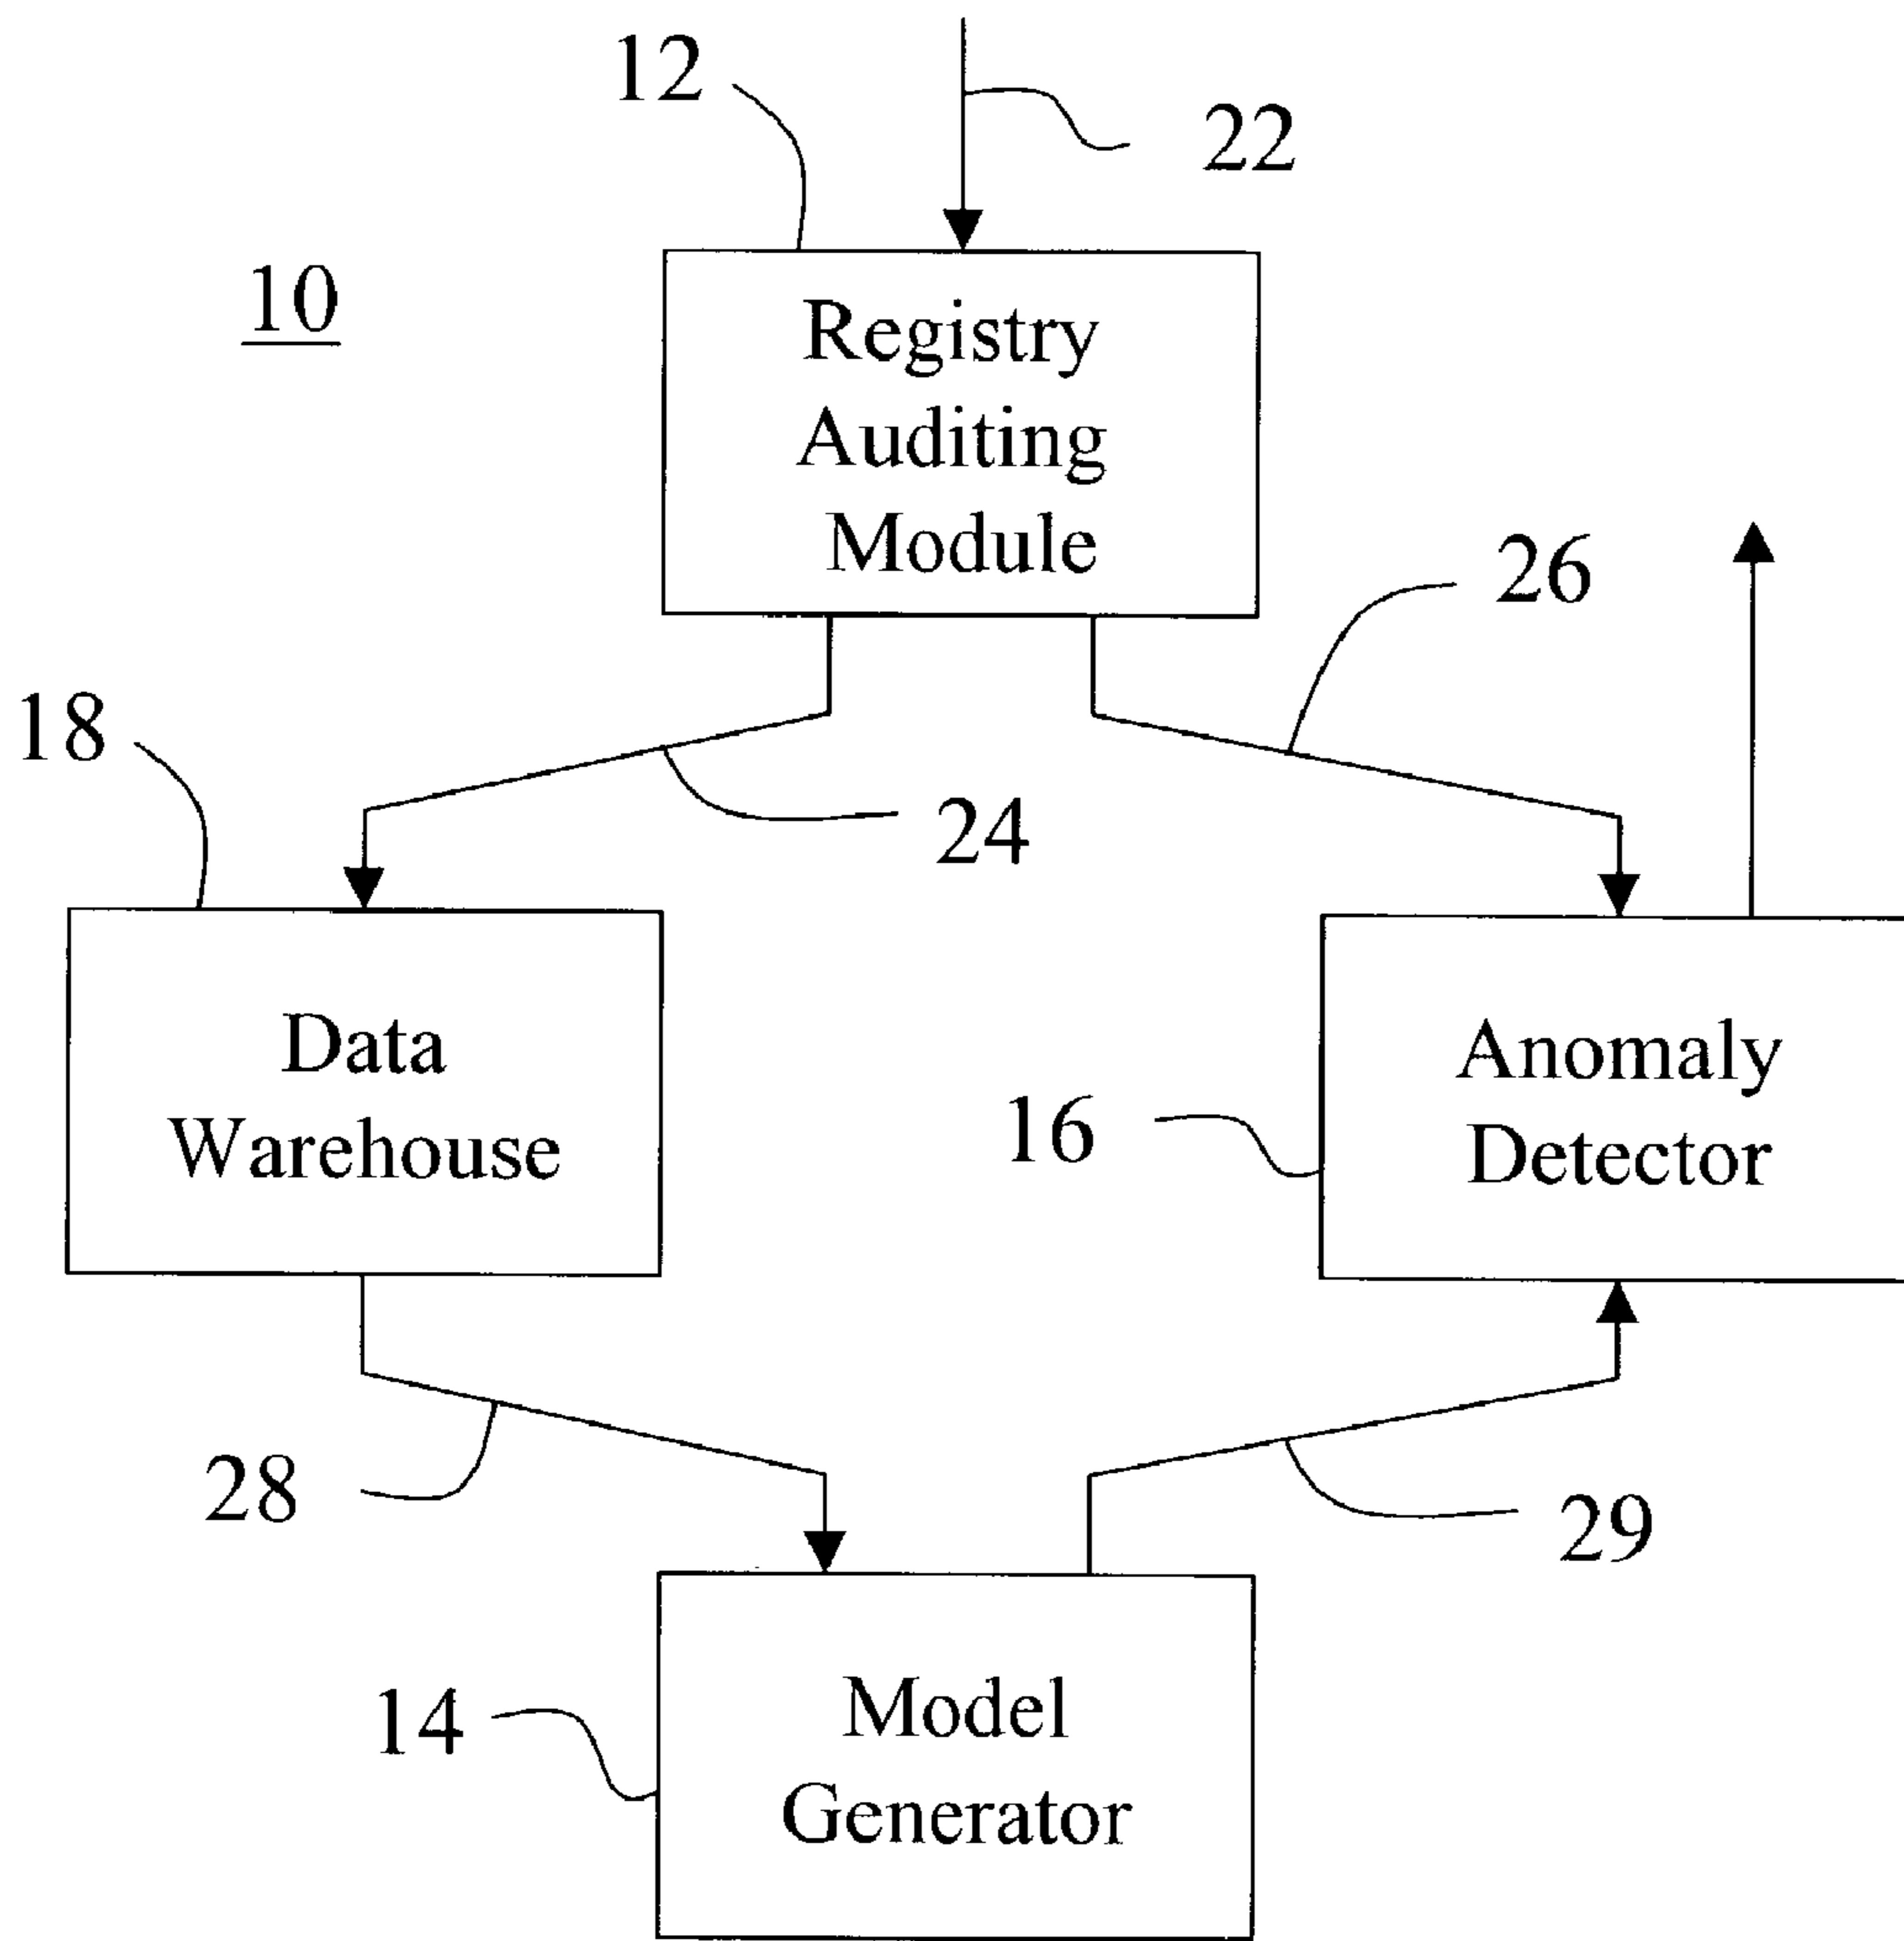 12
22
10
Registry
Auditing
Module
26
18
24
Data
Warehouse
Anomaly
Detector
16
28
29
14
Model
Generator